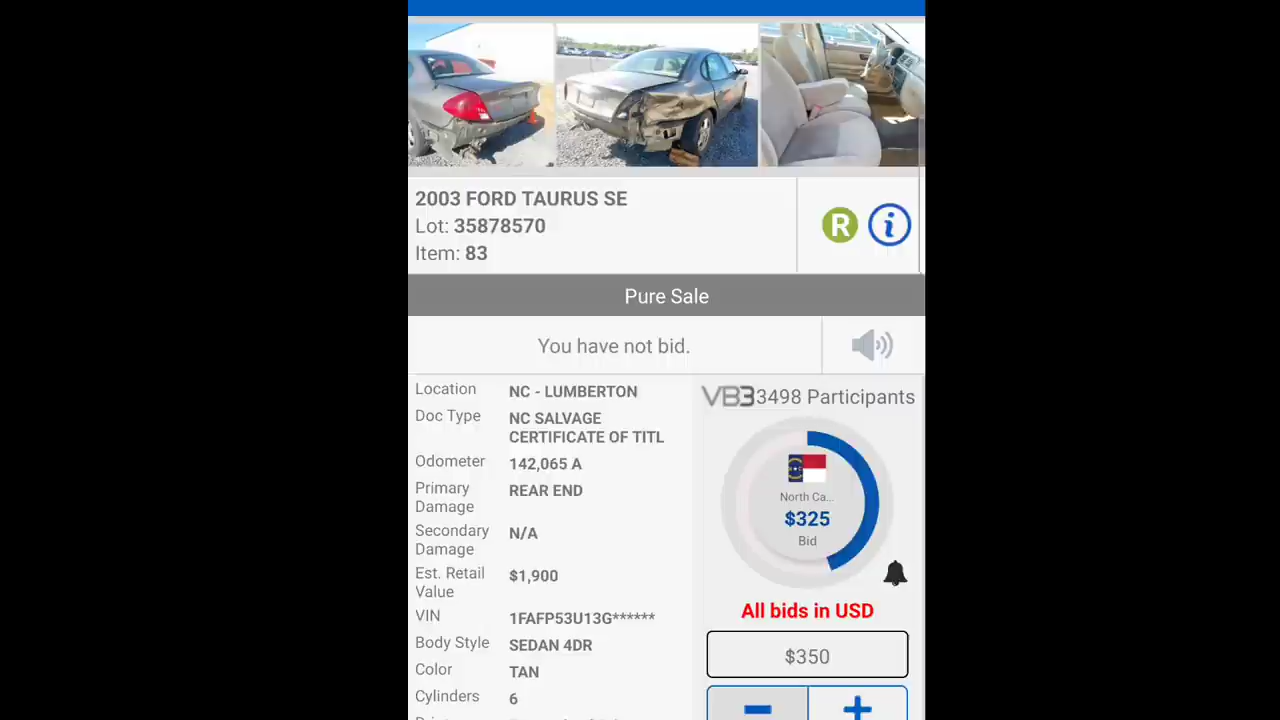 2003 FORD TAURUS SE
Lot: 35878570
Item: 83
R
i
Pure Sale
You have not bid.
Location NC - LUMBERTON
Doc Type NC SALVAGE
CERTIFICATE OF TITL
Odometer 142,065 A
Primary
Damage REAR END
Secondary
Damage N/A
Est. Retail
Value $1,900
VIN 1FAFP53U13G******
Body Style SEDAN 4DR
Color TAN
Cylinders 6
VB3 3498 Participants
North Ca...
$325
Bid
All bids in USD
$350
− +